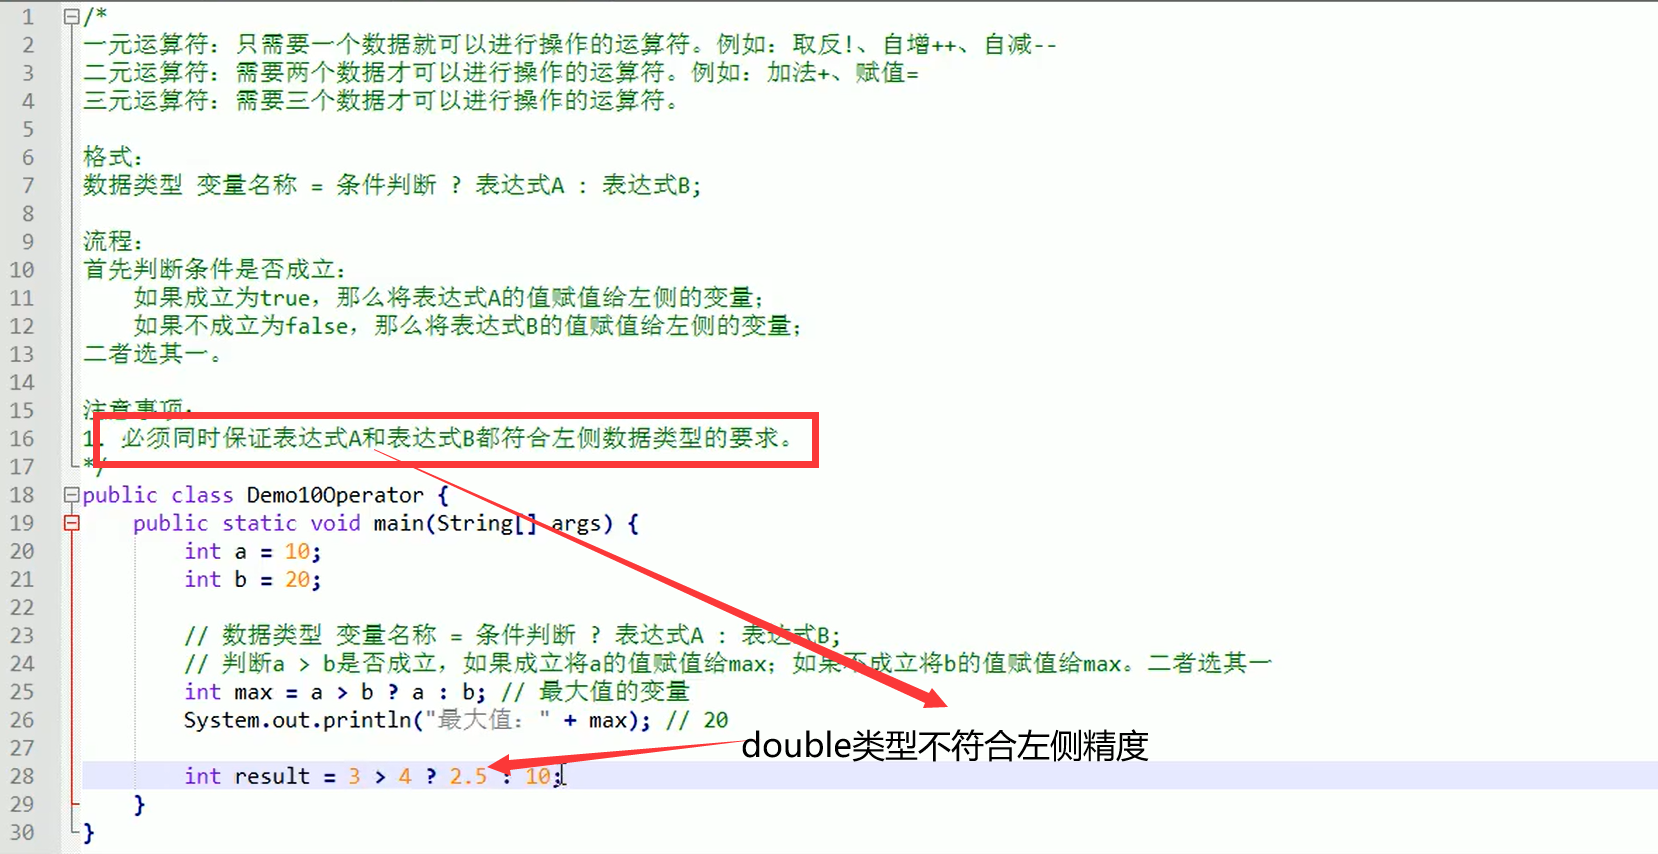 1 /*
2 一元运算符：只需要一个数据就可以进行操作的运算符。例如：取反!、自增++、自减--
3 二元运算符：需要两个数据才可以进行操作的运算符。例如：加法+、赋值=
4 三元运算符：需要三个数据才可以进行操作的运算符。
5
6 格式：
7 数据类型 变量名称 = 条件判断 ? 表达式A : 表达式B;
8
9 流程：
10 首先判断条件是否成立：
11 如果成立为true，那么将表达式A的值赋值给左侧的变量；
12 如果不成立为false，那么将表达式B的值赋值给左侧的变量；
13 二者选其一。
14
15 注意事项：
16 1. 必须同时保证表达式A和表达式B都符合左侧数据类型的要求。
17 */
18 public class Demo10Operator {
19 public static void main(String[] args) {
20 int a = 10;
21 int b = 20;
22
23 // 数据类型 变量名称 = 条件判断 ? 表达式A : 表达式B;
24 // 判断a > b是否成立，如果成立将a的值赋值给max；如果不成立将b的值赋值给max。二者选其一
25 int max = a > b ? a : b; // 最大值的变量
26 System.out.println("最大值：" + max); // 20
27
double类型不符合左侧精度
28 int result = 3 > 4 ? 2.5 : 10;
29 }
30 }